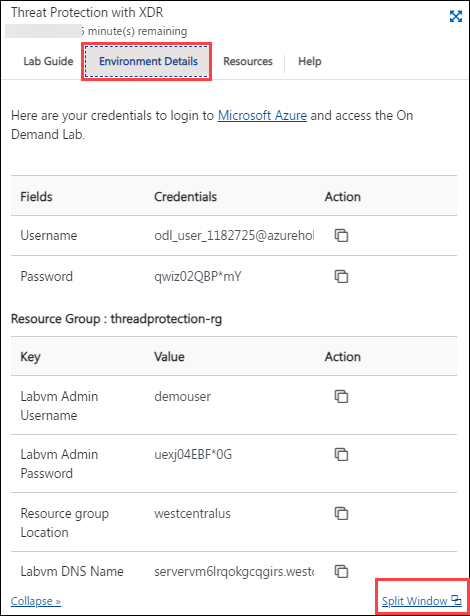 Threat Protection with XDR
minute(s) remaining
Lab Guide Environment Details Resources Help
Here are your credentials to login to Microsoft Azure and access the On
Demand Lab.
Fields Credentials Action
Username odl_user_1182725@azurehol
Password qwiz02QBP*mY
Resource Group : threadprotection-rg
Key Value Action
Labvm Admin
Username
demouser
Labvm Admin
Password
uexj04EBF*0G
Resource group
Location
westcentralus
Labvm DNS Name servervm6lrqokgcqgirs.westc
Collapse » Split Window